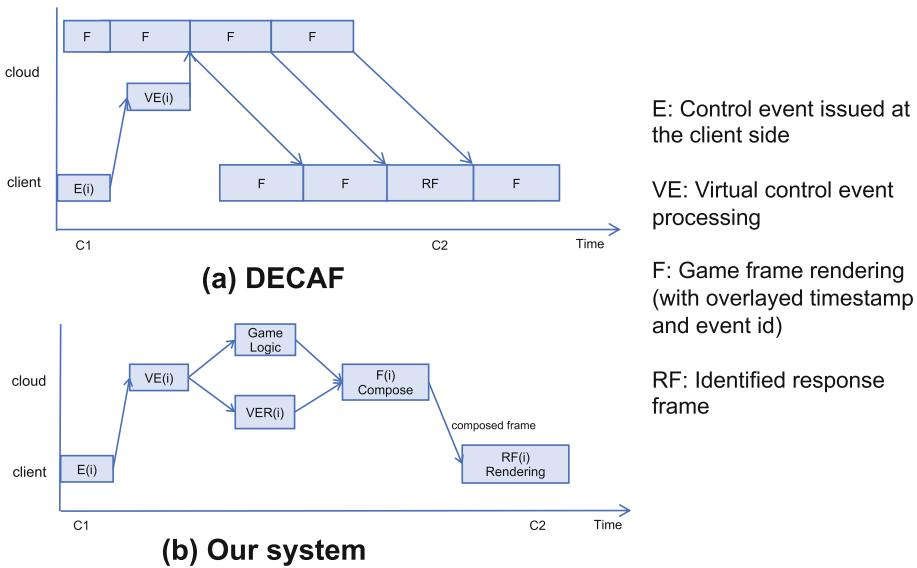 F F F F
cloud
VE(i)
client
E(i)
F F RF F
C1 C2 Time
(a) DECAF
Game
Logic
cloud
VE(i)
F(i)
Compose
VER(i)
composed frame
client
E(i)
RF(i)
Rendering
C1 C2 Time
(b) Our system
E: Control event issued at
the client side
VE: Virtual control event
processing
F: Game frame rendering
(with overlayed timestamp
and event id)
RF: Identified response
frame